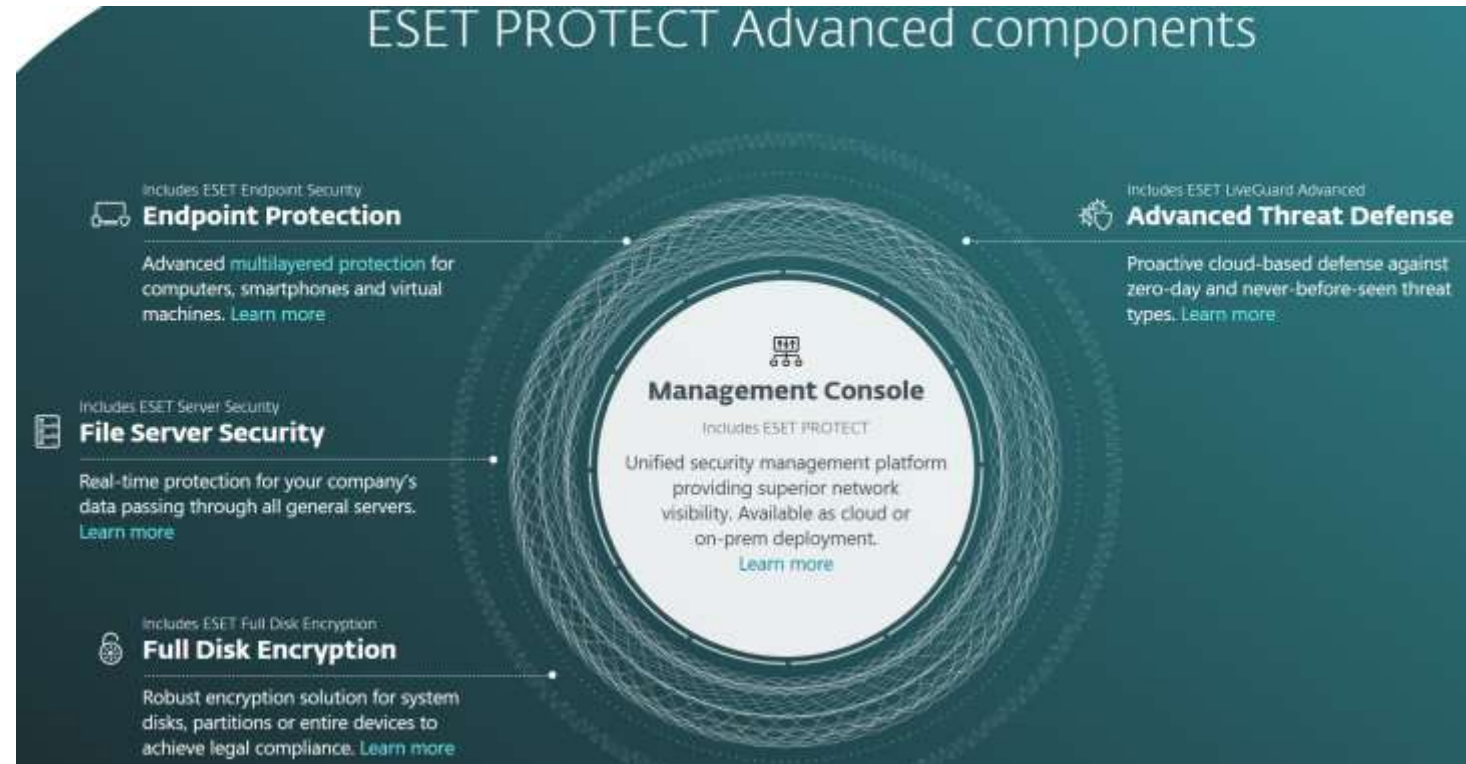 ESET PROTECT Advanced components
Includes ESET Endpoint Security
Endpoint Protection
Advanced multilayered protection for
computers, smartphones and virtual
machines. Learn more
Includes ESET Server Security
File Server Security
Real-time protection for your company's
data passing through all general servers.
Learn more
Includes ESET Full Disk Encryption
Full Disk Encryption
Robust encryption solution for system
disks, partitions or entire devices to
achieve legal compliance. Learn more
Management Console
Includes ESET PROTECT
Unified security management platform
providing superior network
visibility. Available as cloud or
on-prem deployment.
Learn more
Includes ESET LiveGuard Advanced
Advanced Threat Defense
Proactive cloud-based defense against
zero-day and never-before-seen threat
types. Learn more